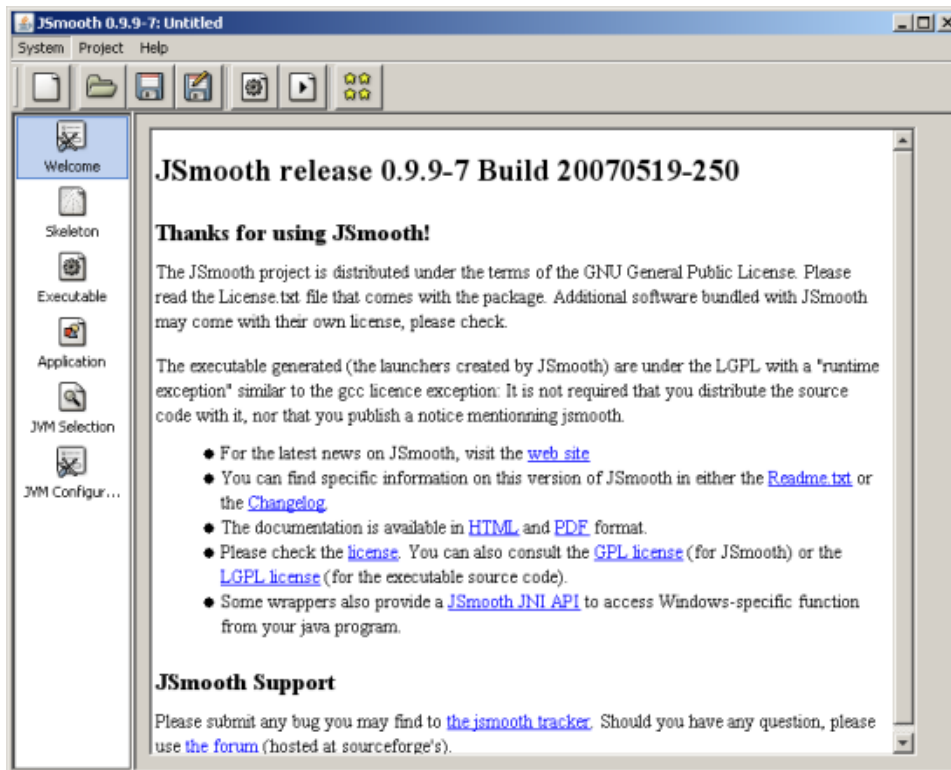 JSmooth 0.9.9-7: Untitled
System Project Help
Welcome
Skeleton
Executable
Application
JVM Selection
JVM Configur...
JSmooth release 0.9.9-7 Build 20070519-250
Thanks for using JSmooth!
The JSmooth project is distributed under the terms of the GNU General Public License. Please
read the License.txt file that comes with the package. Additional software bundled with JSmooth
may come with their own license, please check.
The executable generated (the launchers created by JSmooth) are under the LGPL with a "runtime
exception" similar to the gcc licence exception: It is not required that you distribute the source
code with it, nor that you publish a notice mentionning jsmooth.
● For the latest news on JSmooth, visit the web site
● You can find specific information on this version of JSmooth in either the Readme.txt or
the Changelog.
● The documentation is available in HTML and PDF format.
● Please check the license. You can also consult the GPL license (for JSmooth) or the
LGPL license (for the executable source code).
● Some wrappers also provide a JSmooth JNI API to access Windows-specific function
from your java program.
JSmooth Support
Please submit any bug you may find to the jsmooth tracker. Should you have any question, please
use the forum (hosted at sourceforge's).